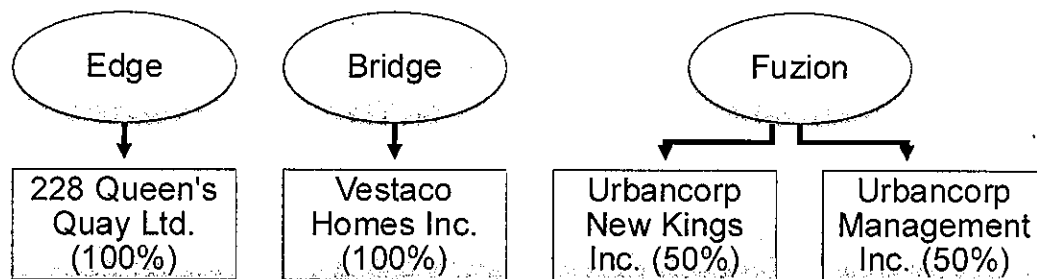 Edge
Bridge
Fuzion
228 Queen's
Quay Ltd.
(100%)
Vestaco
Homes Inc.
(100%)
Urbancorp
New Kings
Inc. (50%)
Urbancorp
Management
Inc. (50%)